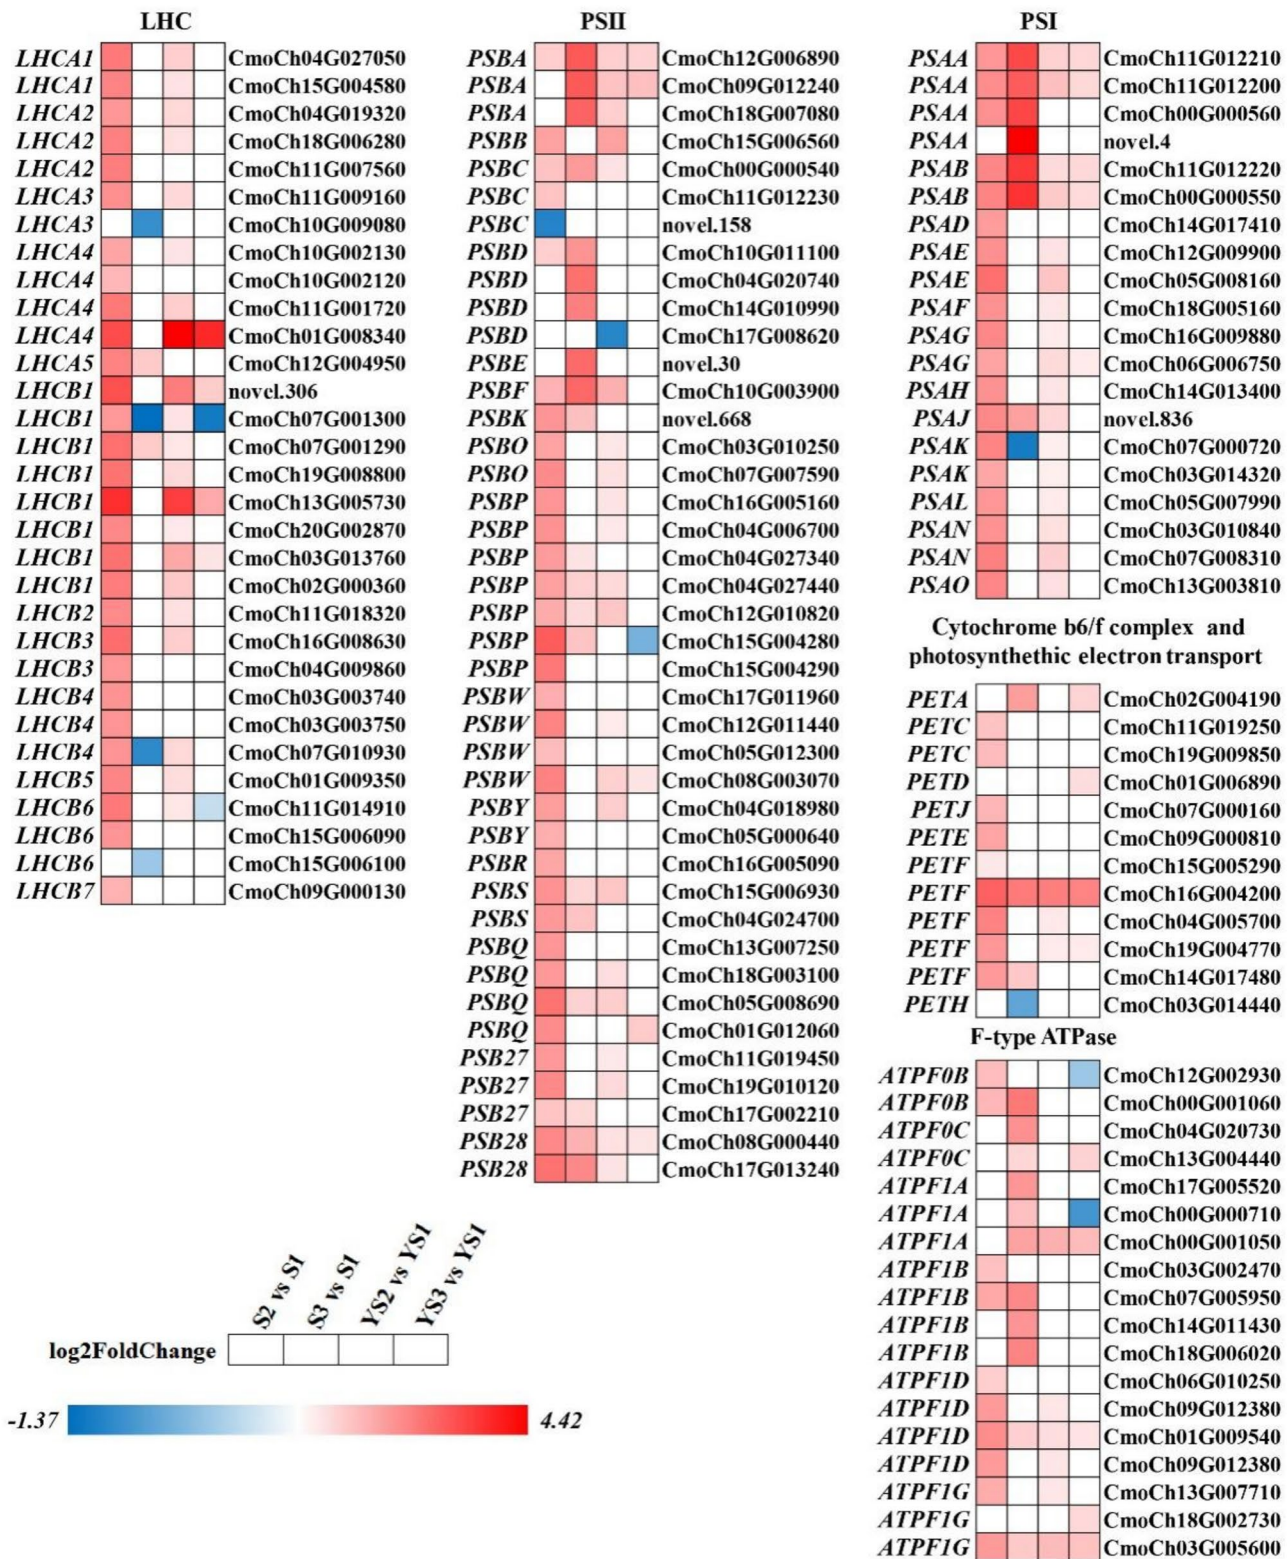 LHC
LHCA1 CmoCh04G027050
LHCA1 CmoCh15G004580
LHCA2 CmoCh04G019320
LHCA2 CmoCh18G006280
LHCA2 CmoCh11G007560
LHCA3 CmoCh11G009160
LHCA3 CmoCh10G009080
LHCA4 CmoCh10G002130
LHCA4 CmoCh10G002120
LHCA4 CmoCh11G001720
LHCA4 CmoCh01G008340
LHCA5 CmoCh12G004950
LHCB1 novel.306
LHCB1 CmoCh07G001300
LHCB1 CmoCh07G001290
LHCB1 CmoCh19G008800
LHCB1 CmoCh13G005730
LHCB1 CmoCh20G002870
LHCB1 CmoCh03G013760
LHCB1 CmoCh02G000360
LHCB2 CmoCh11G018320
LHCB3 CmoCh16G008630
LHCB3 CmoCh04G009860
LHCB4 CmoCh03G003740
LHCB4 CmoCh03G003750
LHCB4 CmoCh07G010930
LHCB5 CmoCh01G009350
LHCB6 CmoCh11G014910
LHCB6 CmoCh15G006090
LHCB6 CmoCh15G006100
LHCB7 CmoCh09G000130
PSII
PSBA CmoCh12G006890
PSBA CmoCh09G012240
PSBA CmoCh18G007080
PSBB CmoCh15G006560
PSBC CmoCh00G000540
PSBC CmoCh11G012230
PSBC novel.158
PSBD CmoCh10G011100
PSBD CmoCh04G020740
PSBD CmoCh14G010990
PSBD CmoCh17G008620
PSBE novel.30
PSBF CmoCh10G003900
PSBK novel.668
PSBO CmoCh03G010250
PSBO CmoCh07G007590
PSBP CmoCh16G005160
PSBP CmoCh04G006700
PSBP CmoCh04G027340
PSBP CmoCh04G027440
PSBP CmoCh12G010820
PSBP CmoCh15G004280
PSBP CmoCh15G004290
PSBW CmoCh17G011960
PSBW CmoCh12G011440
PSBW CmoCh05G012300
PSBW CmoCh08G003070
PSBY CmoCh04G018980
PSBY CmoCh05G000640
PSBR CmoCh16G005090
PSBS CmoCh15G006930
PSBS CmoCh04G024700
PSBQ CmoCh13G007250
PSBQ CmoCh18G003100
PSBQ CmoCh05G008690
PSBQ CmoCh01G012060
PSB27 CmoCh11G019450
PSB27 CmoCh19G010120
PSB27 CmoCh17G002210
PSB28 CmoCh08G000440
PSB28 CmoCh17G013240
PSI
PSAA CmoCh11G012210
PSAA CmoCh11G012200
PSAA CmoCh00G000560
PSAA novel.4
PSAB CmoCh11G012220
PSAB CmoCh00G000550
PSAD CmoCh14G017410
PSAE CmoCh12G009900
PSAE CmoCh05G008160
PSAF CmoCh18G005160
PSAG CmoCh16G009880
PSAG CmoCh06G006750
PSAH CmoCh14G013400
PSAJ novel.836
PSAK CmoCh07G000720
PSAK CmoCh03G014320
PSAL CmoCh05G007990
PSAN CmoCh03G010840
PSAN CmoCh07G008310
PSAO CmoCh13G003810
Cytochrome b6/f complex and
photosynthethic electron transport
PETA CmoCh02G004190
PETC CmoCh11G019250
PETC CmoCh19G009850
PETD CmoCh01G006890
PETJ CmoCh07G000160
PETE CmoCh09G000810
PETF CmoCh15G005290
PETF CmoCh16G004200
PETF CmoCh04G005700
PETF CmoCh19G004770
PETF CmoCh14G017480
PETH CmoCh03G014440
F-type ATPase
ATPF0B CmoCh12G002930
ATPF0B CmoCh00G001060
ATPF0C CmoCh04G020730
ATPF0C CmoCh13G004440
ATPF1A CmoCh17G005520
ATPF1A CmoCh00G000710
ATPF1A CmoCh00G001050
ATPF1B CmoCh03G002470
ATPF1B CmoCh07G005950
ATPF1B CmoCh14G011430
ATPF1B CmoCh18G006020
ATPF1D CmoCh06G010250
ATPF1D CmoCh09G012380
ATPF1D CmoCh01G009540
ATPF1D CmoCh09G012380
ATPF1G CmoCh13G007710
ATPF1G CmoCh18G002730
ATPF1G CmoCh03G005600
S2 vs S1
S3 vs S1
YS2 vs YS1
YS3 vs YS1
log2FoldChange
-1.37 4.42